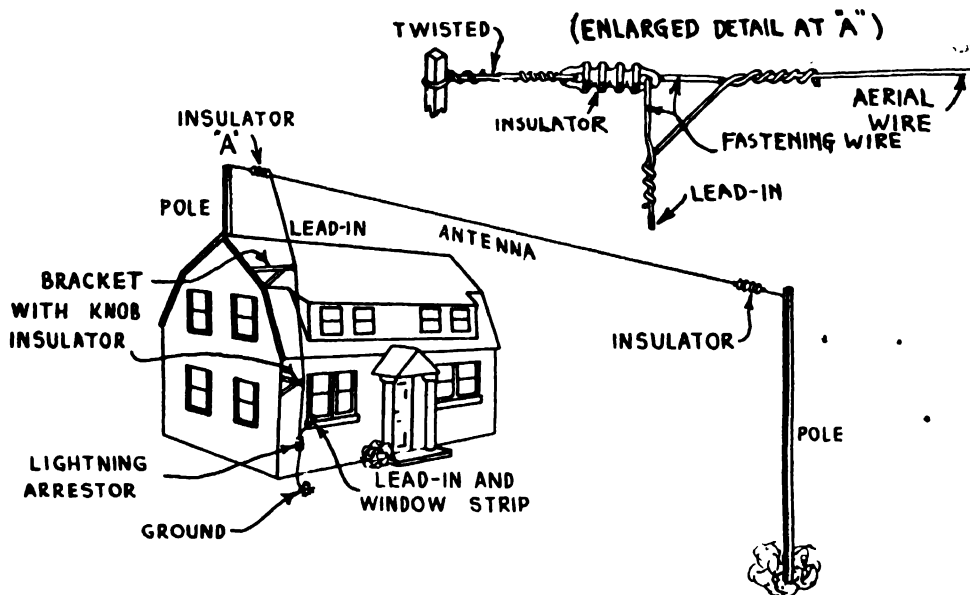 (ENLARGED DETAIL AT "A")
TWISTED
INSULATOR
AERIAL
WIRE
FASTENING WIRE
LEAD-IN
INSULATOR
"A"
POLE
LEAD-IN
ANTENNA
BRACKET
WITH KNOB
INSULATOR
INSULATOR
POLE
LIGHTNING
ARRESTOR
LEAD-IN AND
WINDOW STRIP
GROUND